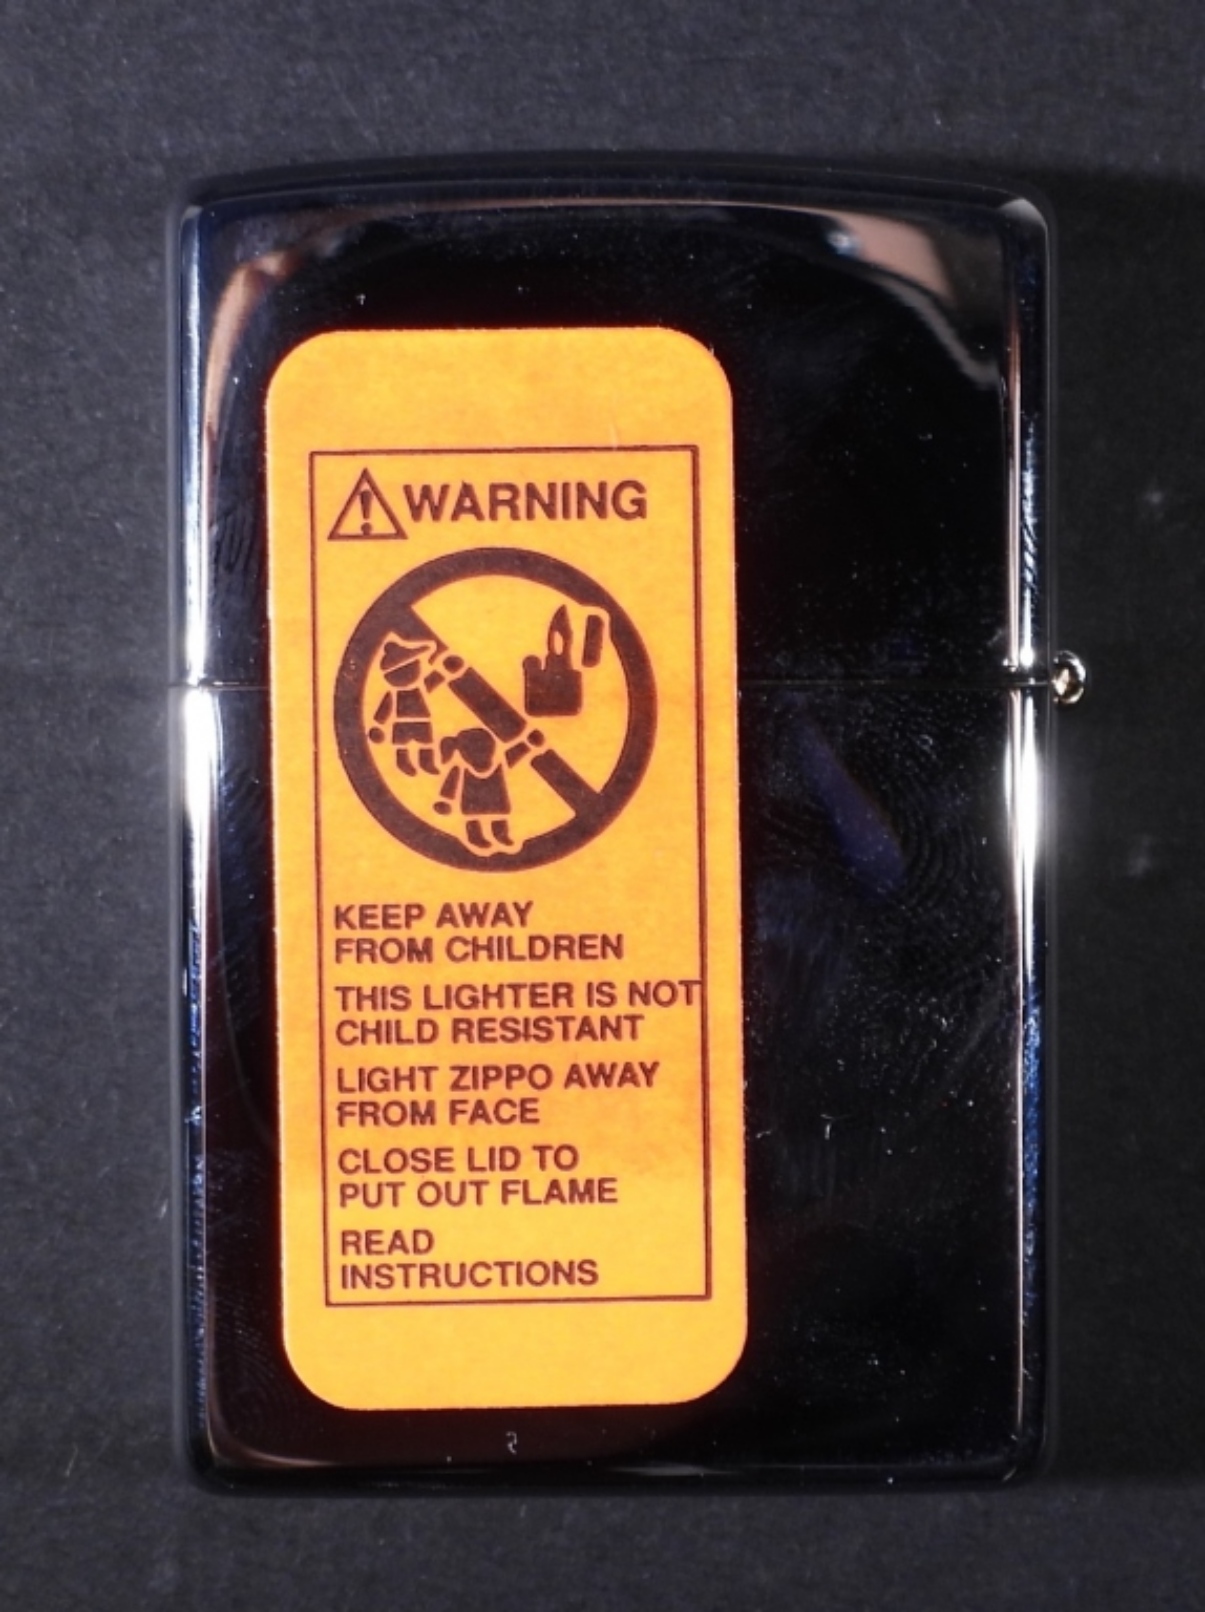 WARNING
KEEP AWAY
FROM CHILDREN
THIS LIGHTER IS NOT
CHILD RESISTANT
LIGHT ZIPPO AWAY
FROM FACE
CLOSE LID TO
PUT OUT FLAME
READ
INSTRUCTIONS